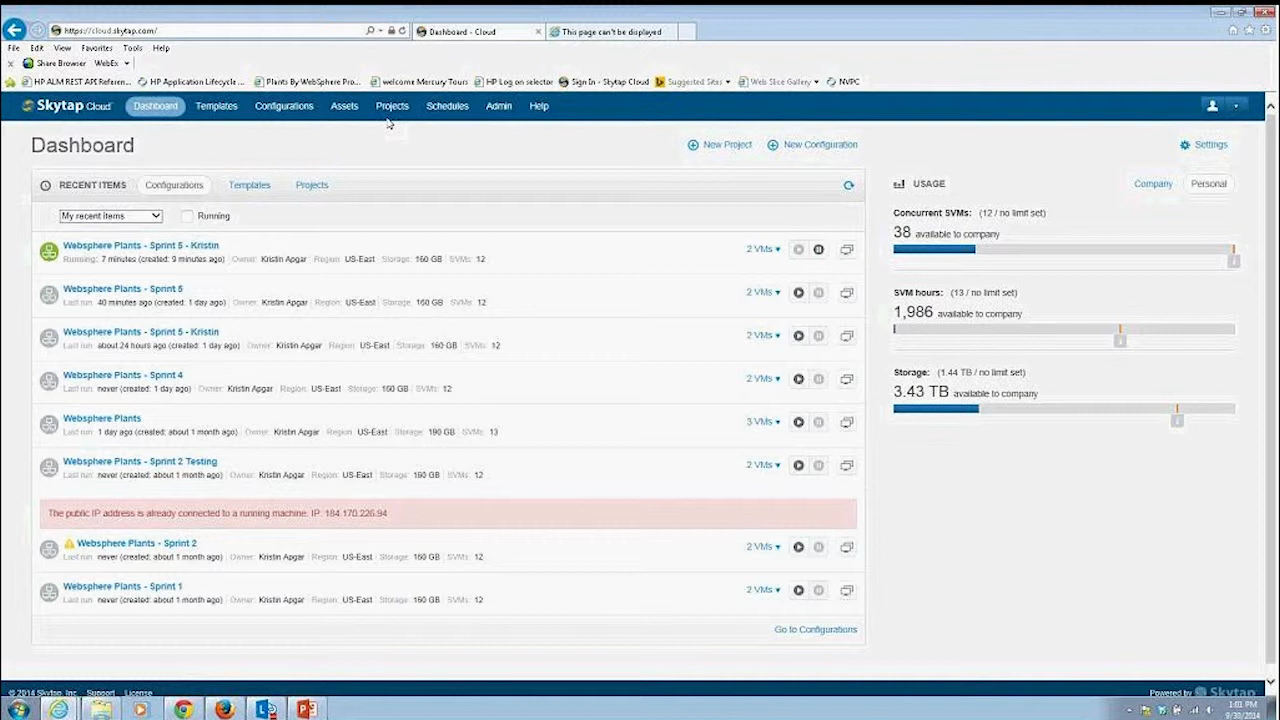 https://cloud.skytap.com/
Dashboard - Cloud
This page can't be displayed
File Edit View Favorites Tools Help
x Share Browser WebEx
HP ALM REST API Referen... HP Application Lifecycle ... Plants By WebSphere Pro... welcome Mercury Tours HP Log on selector Sign In - Skytap Cloud Suggested Sites Web Slice Gallery NVPC
Skytap Cloud Dashboard Templates Configurations Assets Projects Schedules Admin Help
Dashboard
New Project New Configuration
Settings
RECENT ITEMS Configurations Templates Projects
My recent items Running
Websphere Plants - Sprint 5 - Kristin
Running: 7 minutes (created: 9 minutes ago) Owner: Kristin Apgar Region: US-East Storage: 160 GB SVMs: 12
2 VMs
Websphere Plants - Sprint 5
Last run: 40 minutes ago (created: 1 day ago) Owner: Kristin Apgar Region: US-East Storage: 160 GB SVMs: 12
2 VMs
Websphere Plants - Sprint 5 - Kristin
Last run: about 24 hours ago (created: 1 day ago) Owner: Kristin Apgar Region: US-East Storage: 160 GB SVMs: 12
2 VMs
Websphere Plants - Sprint 4
Last run: never (created: 1 day ago) Owner: Kristin Apgar Region: US-East Storage: 160 GB SVMs: 12
2 VMs
Websphere Plants
Last run: 1 day ago (created: about 1 month ago) Owner: Kristin Apgar Region: US-East Storage: 190 GB SVMs: 13
3 VMs
Websphere Plants - Sprint 2 Testing
Last run: never (created: about 1 month ago) Owner: Kristin Apgar Region: US-East Storage: 160 GB SVMs: 12
2 VMs
The public IP address is already connected to a running machine: IP: 184.170.226.94
Websphere Plants - Sprint 2
Last run: never (created: about 1 month ago) Owner: Kristin Apgar Region: US-East Storage: 160 GB SVMs: 12
2 VMs
Websphere Plants - Sprint 1
Last run: never (created: about 1 month ago) Owner: Kristin Apgar Region: US-East Storage: 160 GB SVMs: 12
2 VMs
Go to Configurations
USAGE Company Personal
Concurrent SVMs: (12 / no limit set)
38 available to company
SVM hours: (13 / no limit set)
1,986 available to company
Storage: (1.44 TB / no limit set)
3.43 TB available to company
© 2014 Skytap, Inc. Support License
Powered by Skytap
1:01 PM
9/30/2014